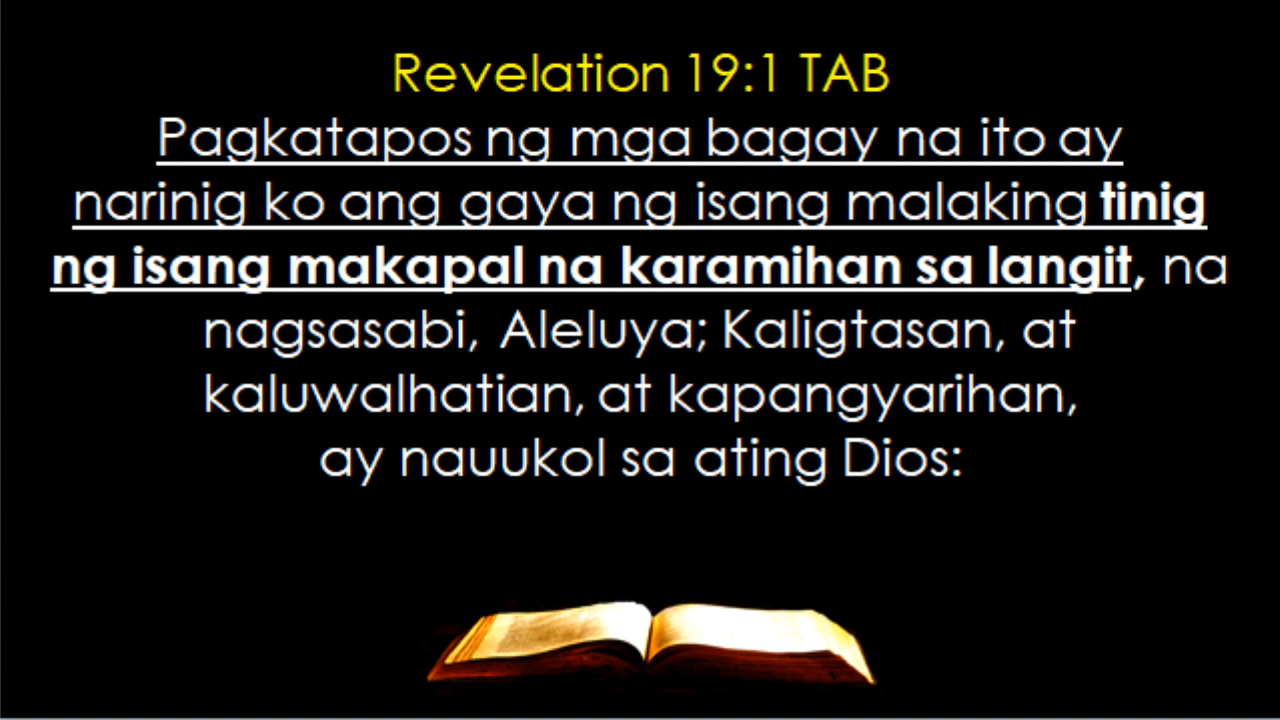 Revelation 19:1 TAB
Pagkatapos ng mga bagay na ito ay
narinig ko ang gaya ng isang malaking tinig
ng isang makapal na karamihan sa langit, na
nagsasabi, Aleluya; Kaligtasan, at
kaluwalhatian, at kapangyarihan,
ay nauukol sa ating Dios: